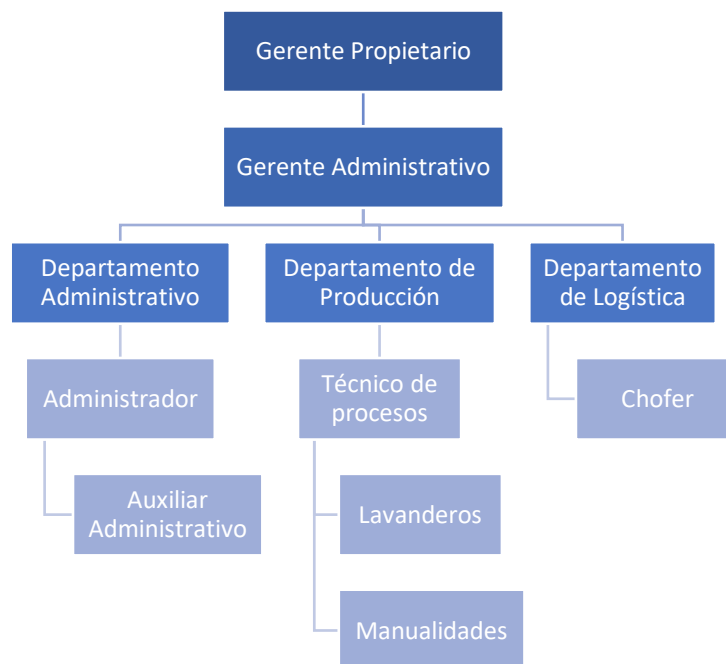 Gerente Propietario
Gerente Administrativo
Departamento
Administrativo
Departamento de
Producción
Departamento
de Logística
Administrador
Técnico de
procesos
Chofer
Auxiliar
Administrativo
Lavanderos
Manualidades